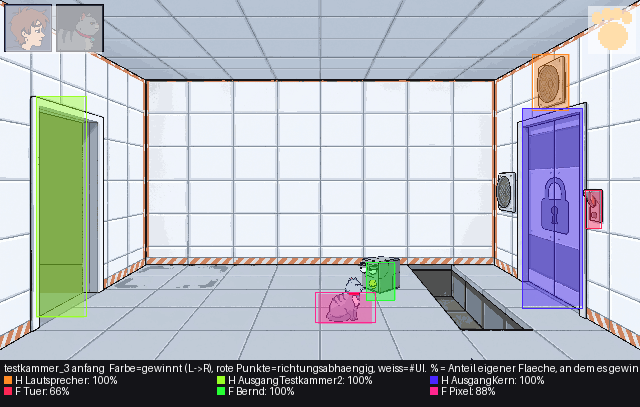 testkammer_3 anfang Farbe=gewinnt (L->R), rote Punkte=richtungsabhaengig, weiss=#UI. % = Anteil eigener Flaeche, an dem es gewin
H Lautsprecher: 100% H AusgangTestkammer2: 100% H AusgangKern: 100%
F Tuer: 66% F Bernd: 100% F Pixel: 88%